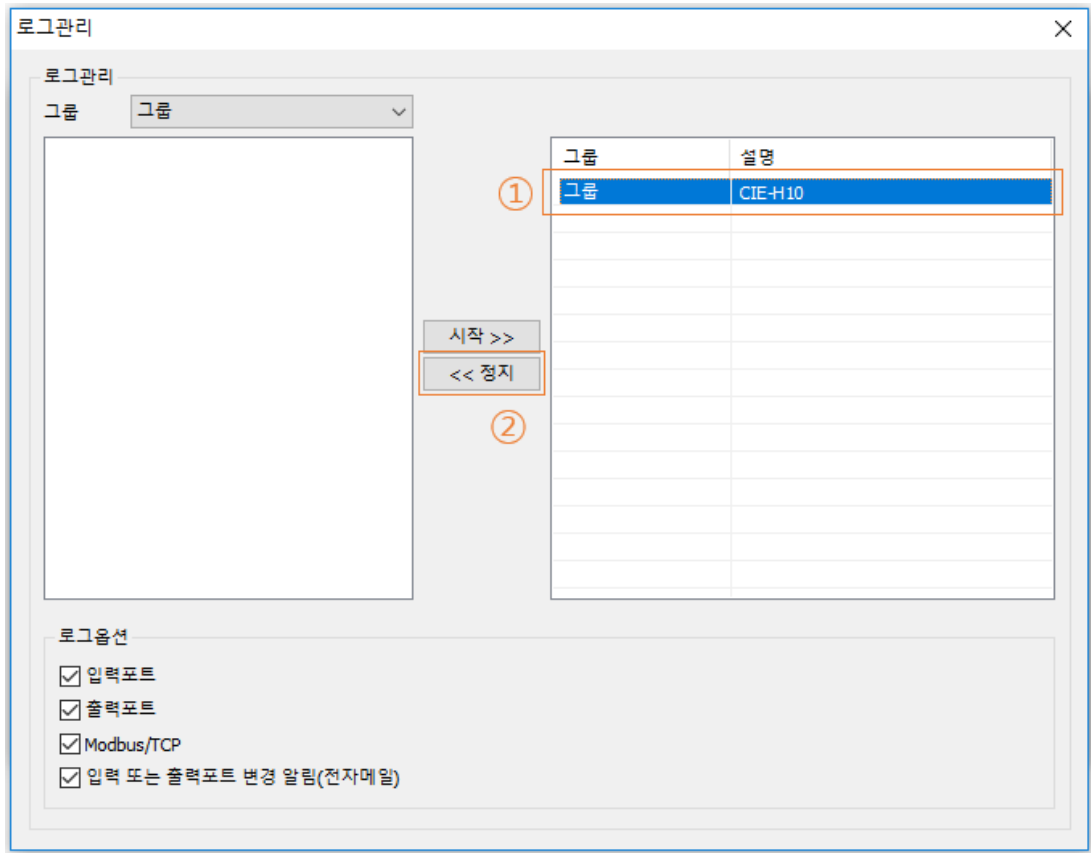 로그관리
로그관리
그룹 그룹
그룹 설명
① 그룹 CIE-H10
시작 >>
<< 정지
②
로그옵션
입력포트
출력포트
Modbus/TCP
입력 또는 출력포트 변경 알림(전자메일)